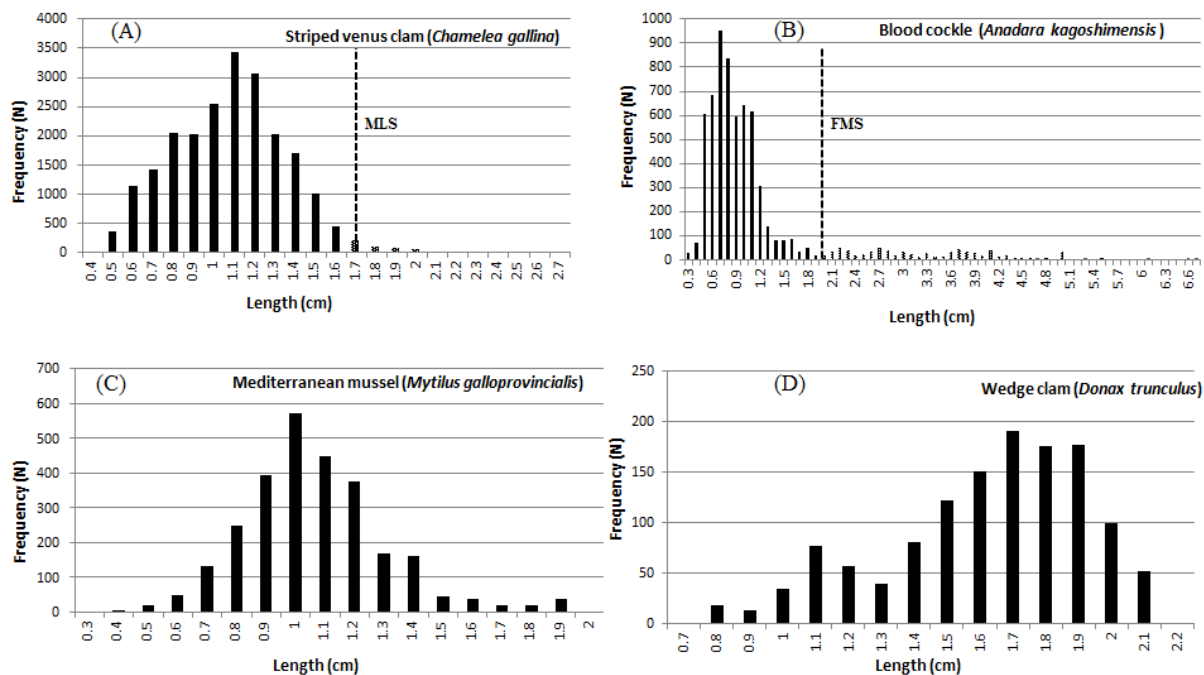 (A)
Striped venus clam (Chamelea gallina)
Frequency (N)
4000
3500
3000
2500
2000
1500
1000
500
0
MLS
0.4 0.5 0.6 0.7 0.8 0.9 1 1.1 1.2 1.3 1.4 1.5 1.6 1.7 1.8 1.9 2 2.1 2.2 2.3 2.4 2.5 2.6 2.7
Length (cm)
(B)
Blood cockle (Anadara kagoshimensis )
Frequency (N)
1000
900
800
700
600
500
400
300
200
100
0
FMS
0.3 0.6 0.9 1.2 1.5 1.8 2.1 2.4 2.7 3 3.3 3.6 3.9 4.2 4.5 4.8 5.1 5.4 5.7 6 6.3 6.6
Length (cm)
(C)
Mediterranean mussel (Mytilus galloprovincialis)
Frequency (N)
700
600
500
400
300
200
100
0
0.3 0.4 0.5 0.6 0.7 0.8 0.9 1 1.1 1.2 1.3 1.4 1.5 1.6 1.7 1.8 1.9 2
Length (cm)
(D)
Wedge clam (Donax trunculus)
Frequency (N)
250
200
150
100
50
0
0.7 0.8 0.9 1 1.1 1.2 1.3 1.4 1.5 1.6 1.7 1.8 1.9 2 2.1 2.2
Length (cm)